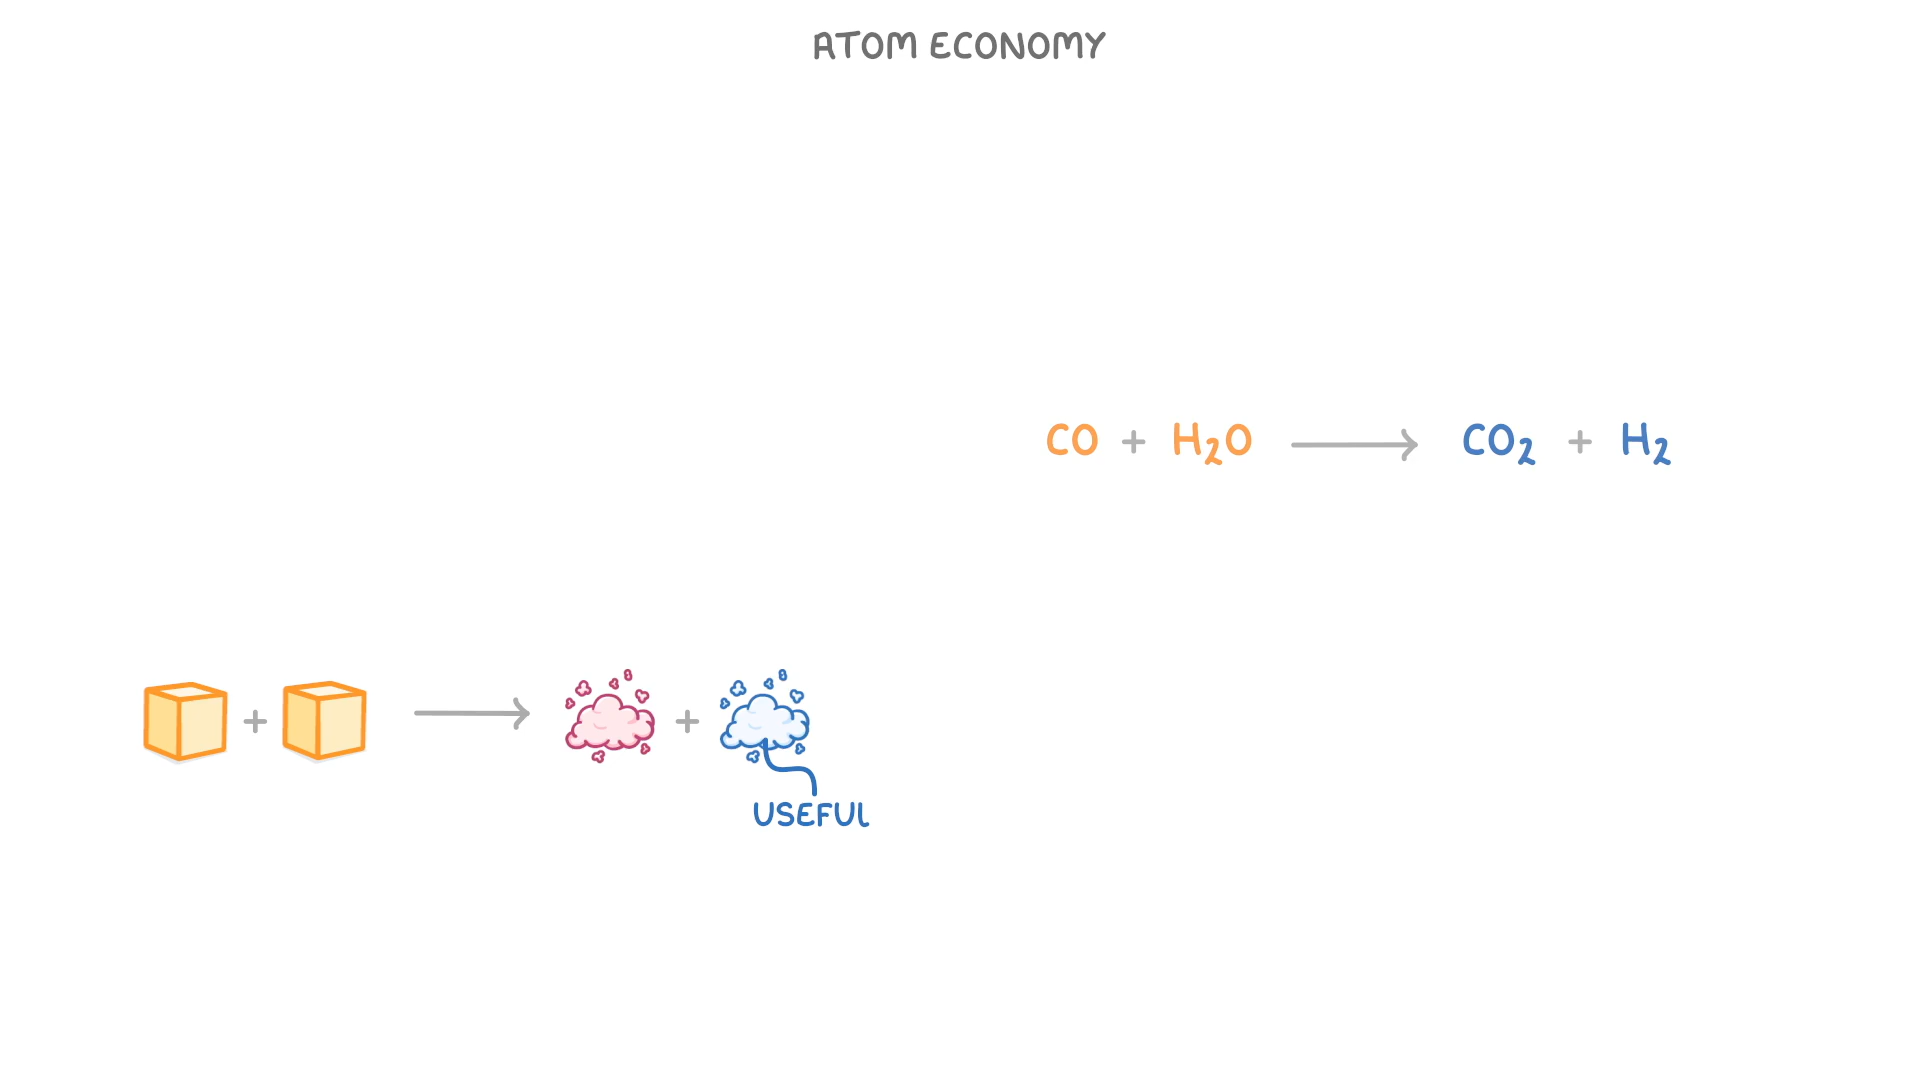 ATOM ECONOMY
CO + H₂O ⟶ CO₂ + H₂
+ ⟶ +
USEFUL